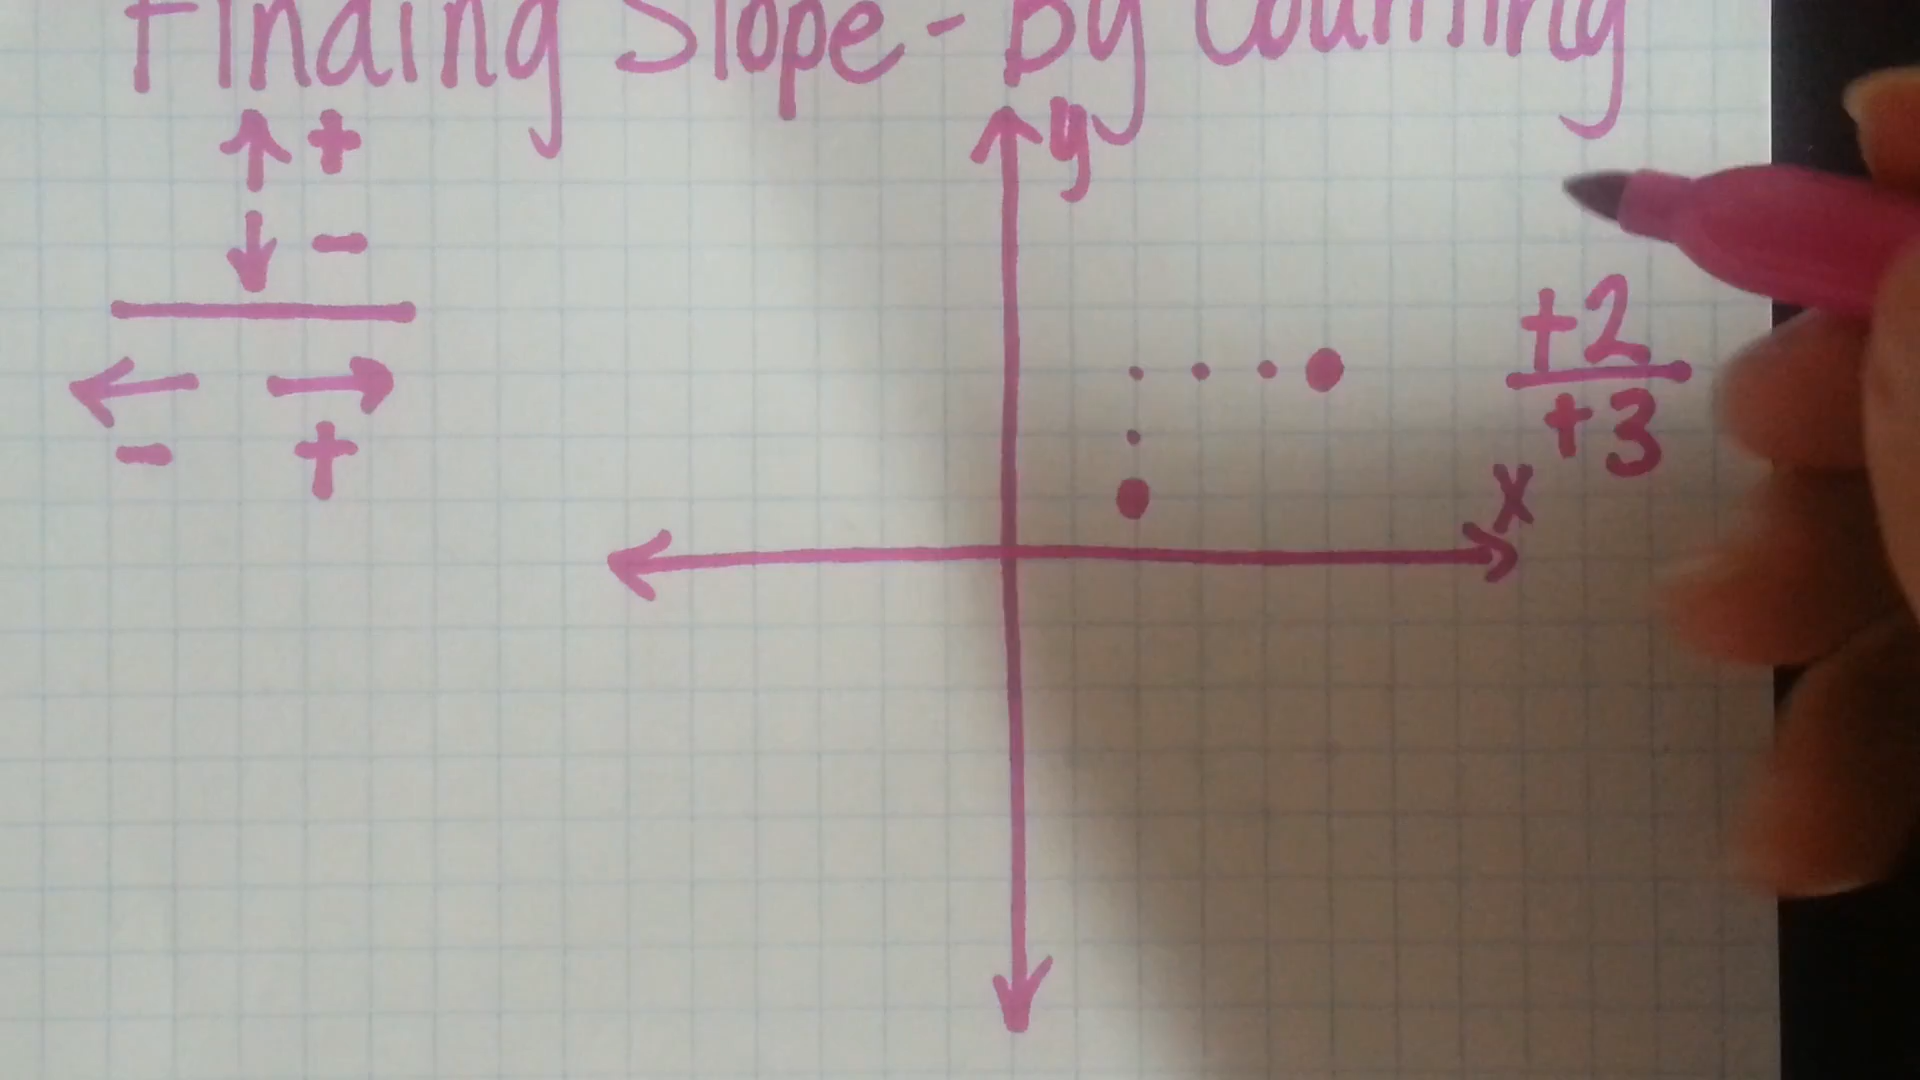 Finding Slope - By Counting
+
-
- +
y
x
+2
+3